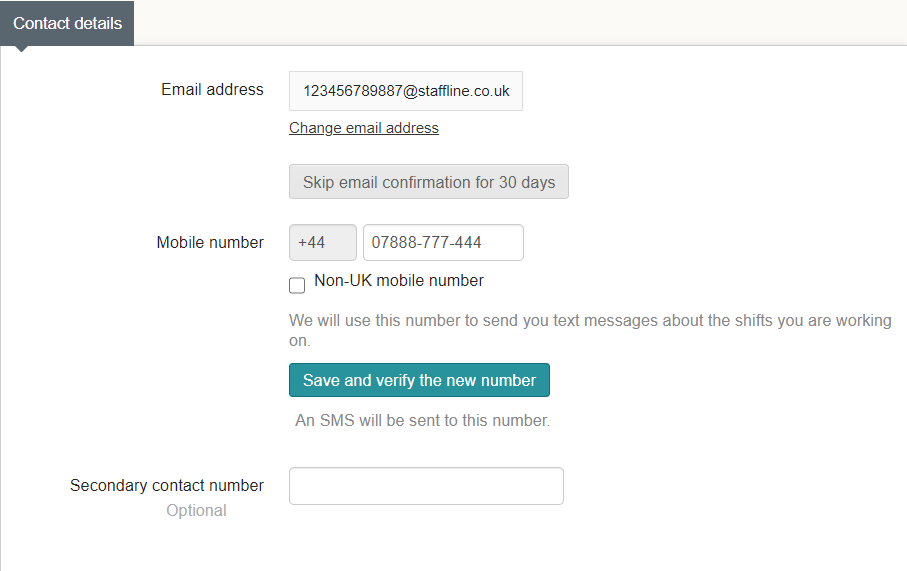 Contact details
Email address
123456789887@staffline.co.uk
Change email address
Skip email confirmation for 30 days
Mobile number
+44
07888-777-444
Non-UK mobile number
We will use this number to send you text messages about the shifts you are working
on.
Save and verify the new number
An SMS will be sent to this number.
Secondary contact number
Optional